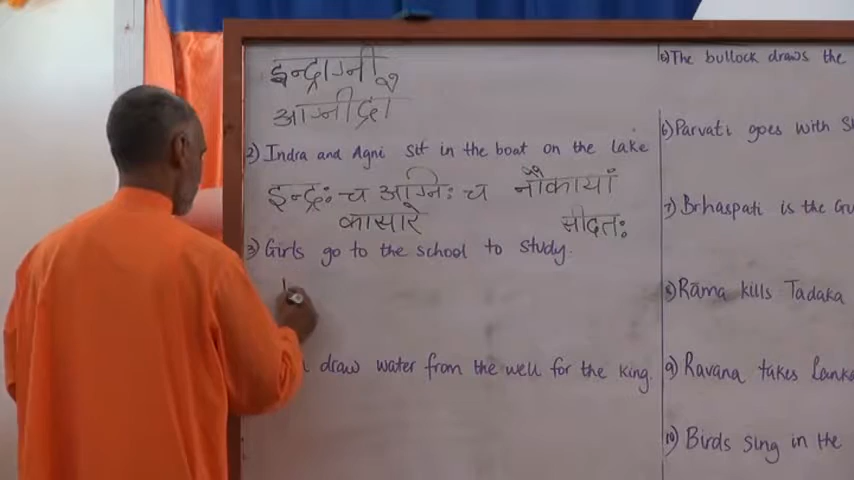 इन्द्राग्नी
आग्नीद्रा
2) Indra and Agni sit in the boat on the lake
इन्द्रः च अग्निः च नौकायां
कासारे सीदतः
3) Girls go to the school to study.
draw water from the well for the king.
The bullock draws the
6) Parvati goes with
7) Brhaspati is the
8) Rāma kills Tadaka
9) Ravana takes
10) Birds sing in the